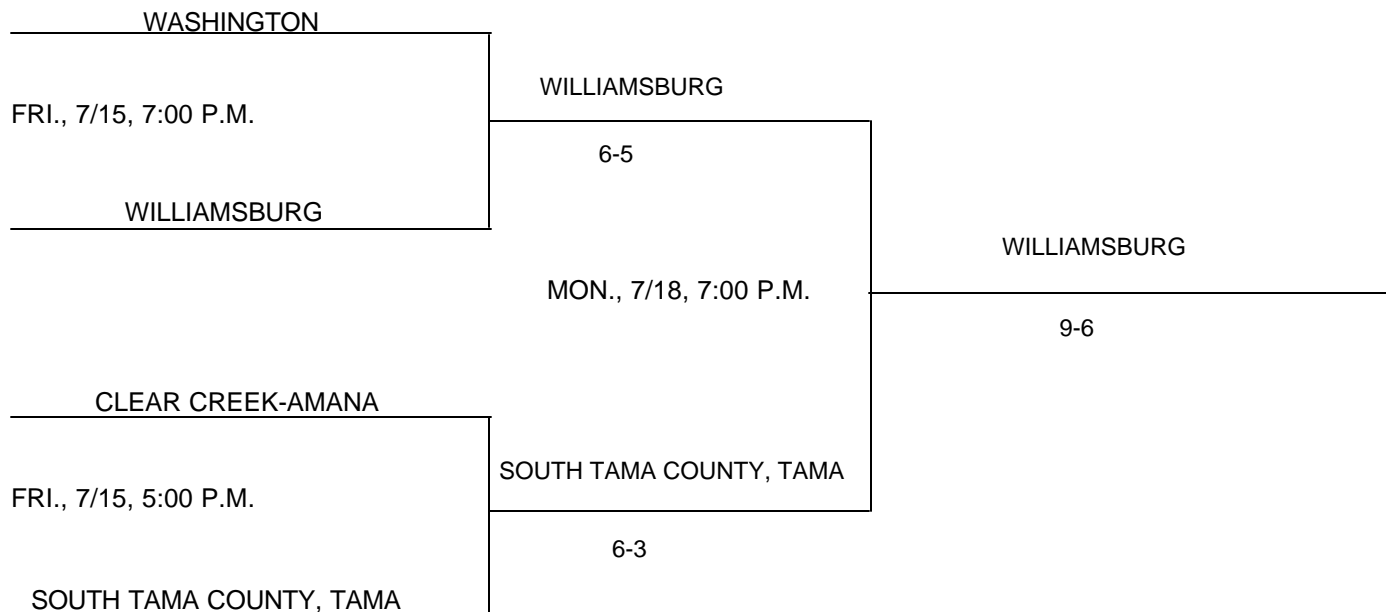 WASHINGTON
WILLIAMSBURG
FRI., 7/15, 7:00 P.M.
6-5
WILLIAMSBURG
WILLIAMSBURG
MON., 7/18, 7:00 P.M.
9-6
CLEAR CREEK-AMANA
SOUTH TAMA COUNTY, TAMA
FRI., 7/15, 5:00 P.M.
6-3
SOUTH TAMA COUNTY, TAMA